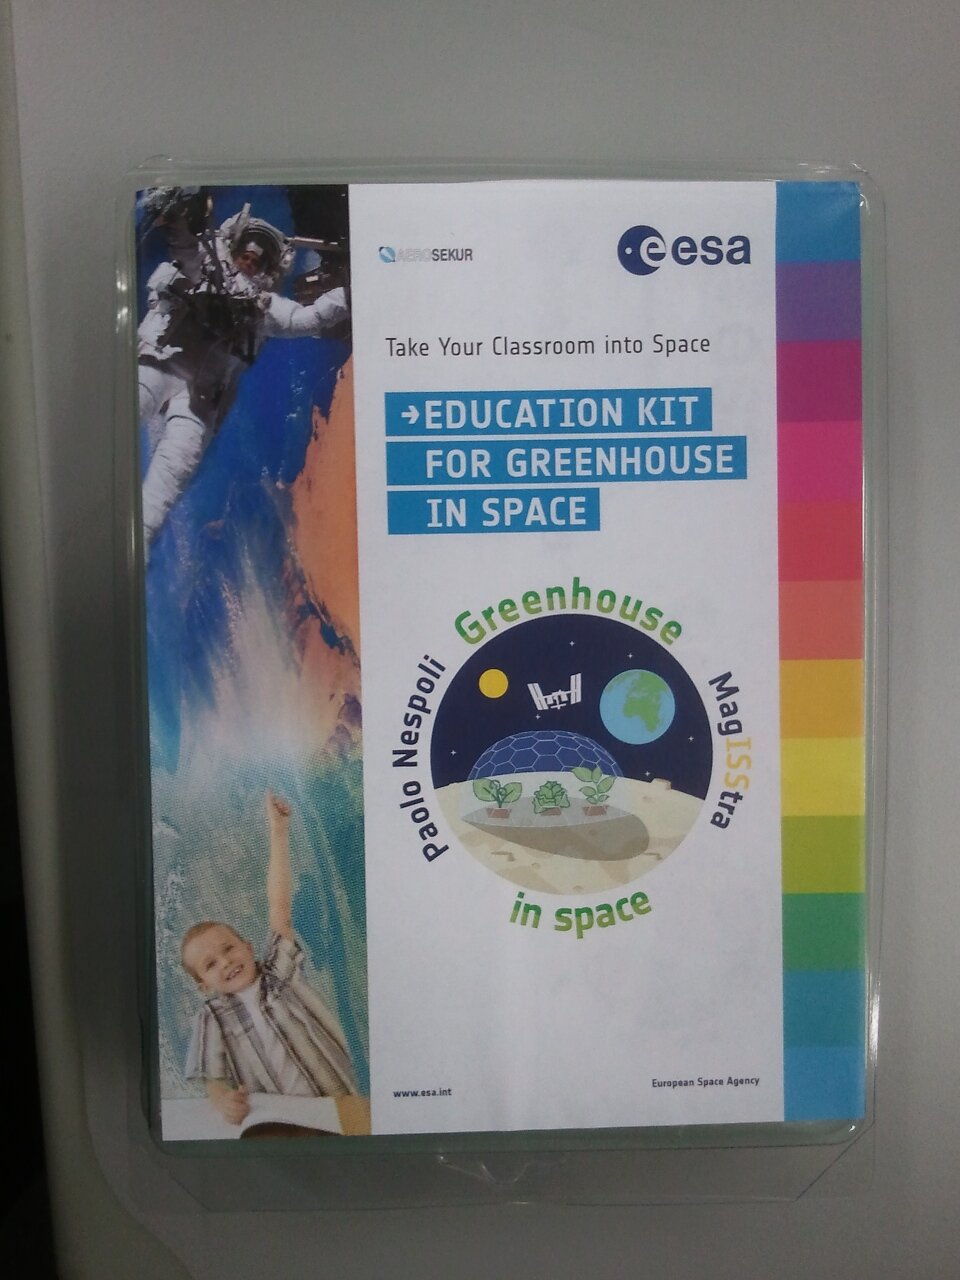 AEROSEKUR
esa
Take Your Classroom into Space
→EDUCATION KIT
FOR GREENHOUSE
IN SPACE
Greenhouse
Paolo Nespoli
MagISStra
in space
www.esa.int
European Space Agency